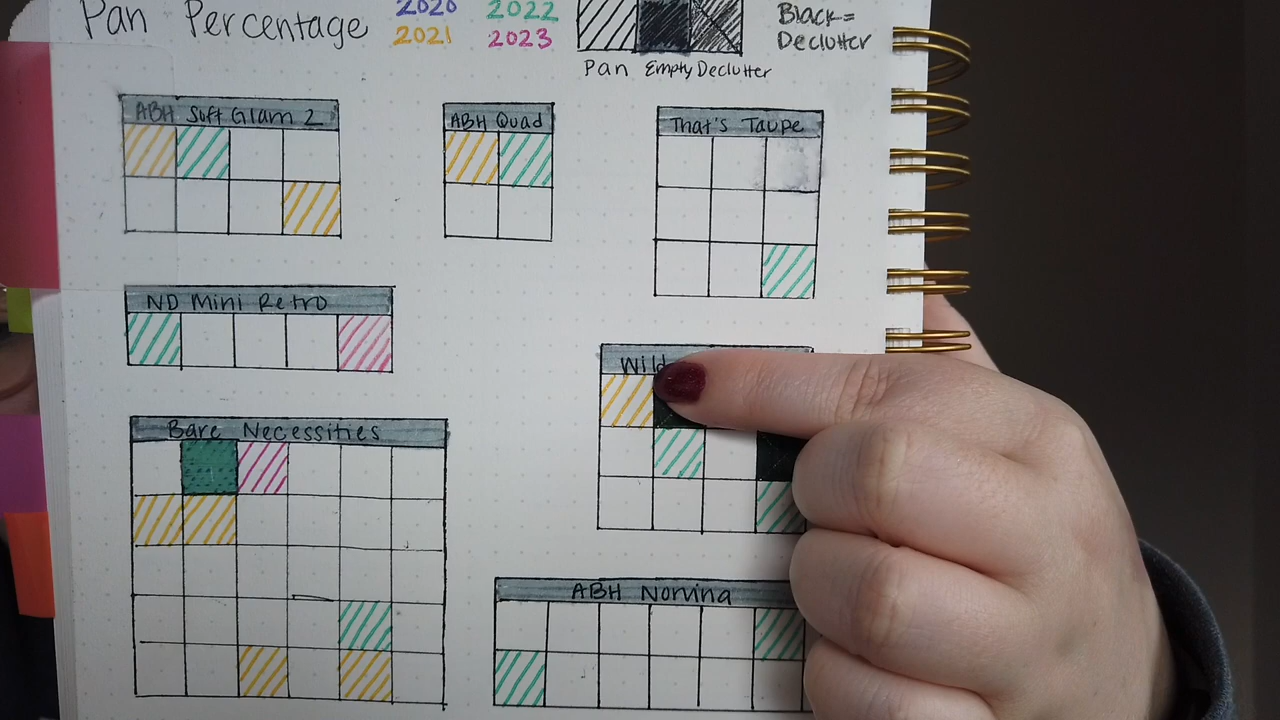 Pan Percentage
2020 2022
2021 2023
Pan Empty Declutter
Black=
Declutter
ABH Soft Glam 2
ABH Quad
That's Taupe
ND Mini Retro
Wild
Bare Necessities
ABH Norvina